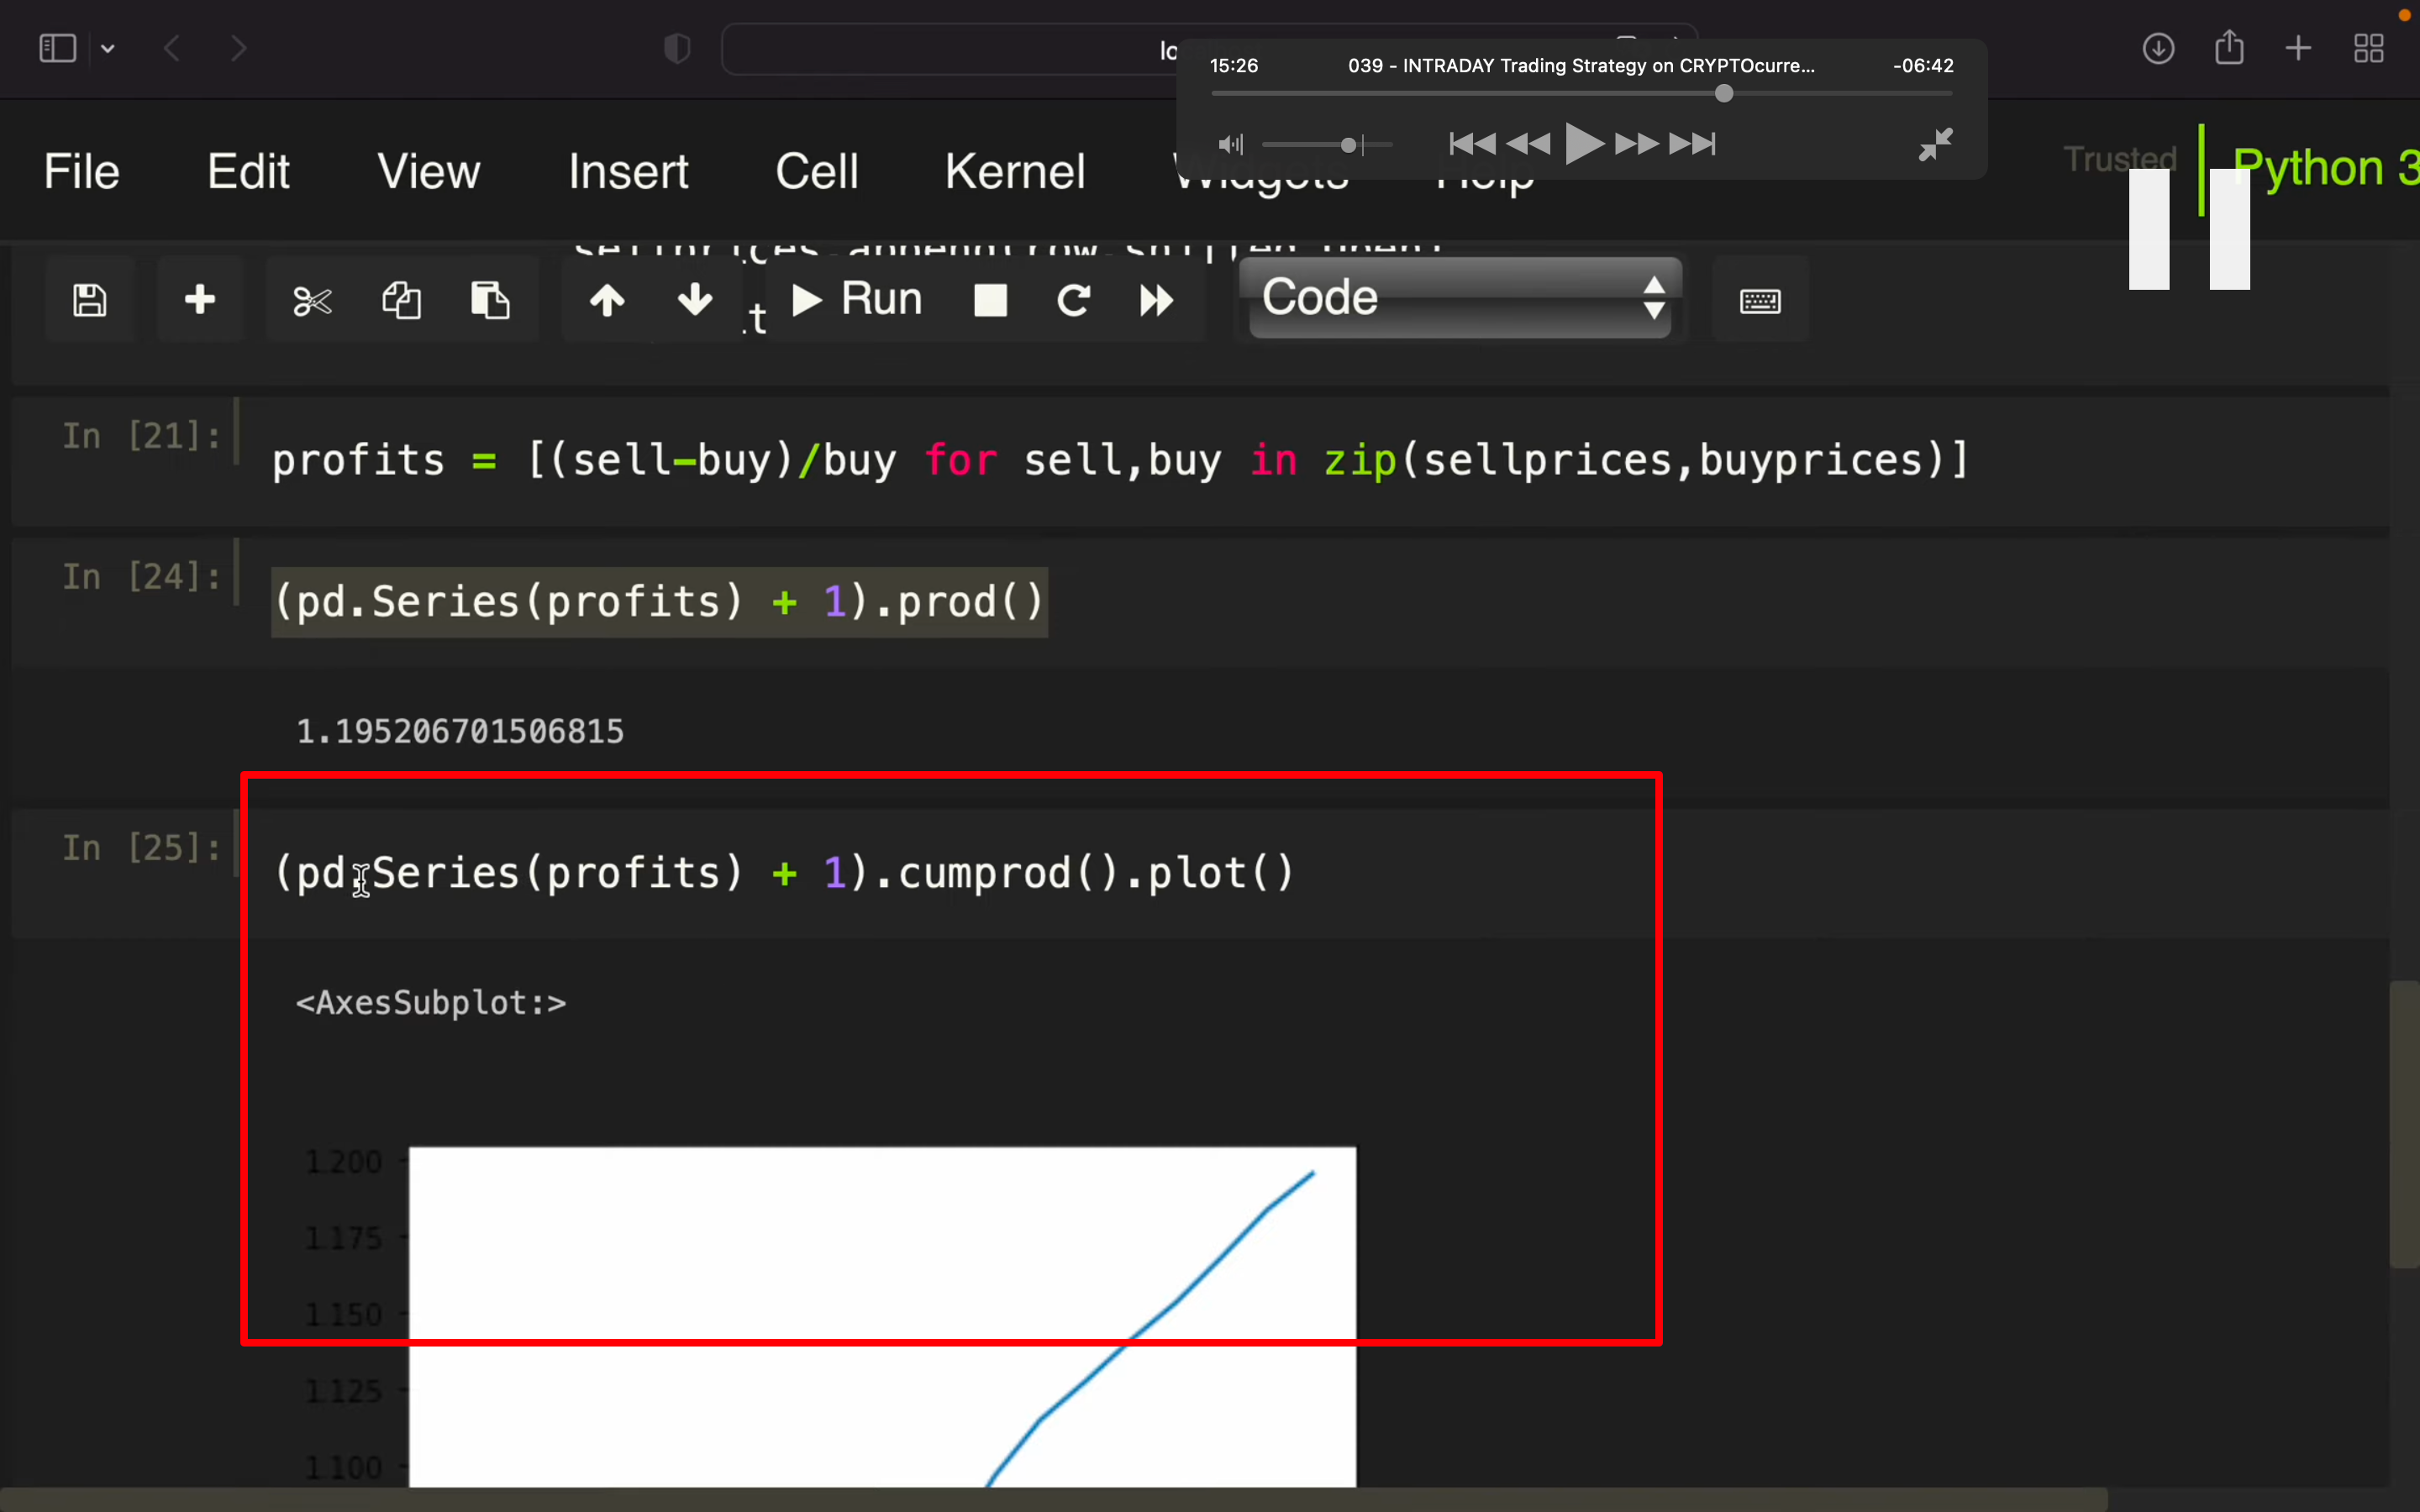 15:26 039 - INTRADAY Trading Strategy on CRYPTOcurre... -06:42
File Edit View Insert Cell Kernel Widgets Help Trusted Python 3
Run Code
In [21]: profits = [(sell-buy)/buy for sell,buy in zip(sellprices,buyprices)]
In [24]: (pd.Series(profits) + 1).prod()
1.195206701506815
In [25]: (pd.Series(profits) + 1).cumprod().plot()
<AxesSubplot:>
1.200
1.175
1.150
1.125
1.100